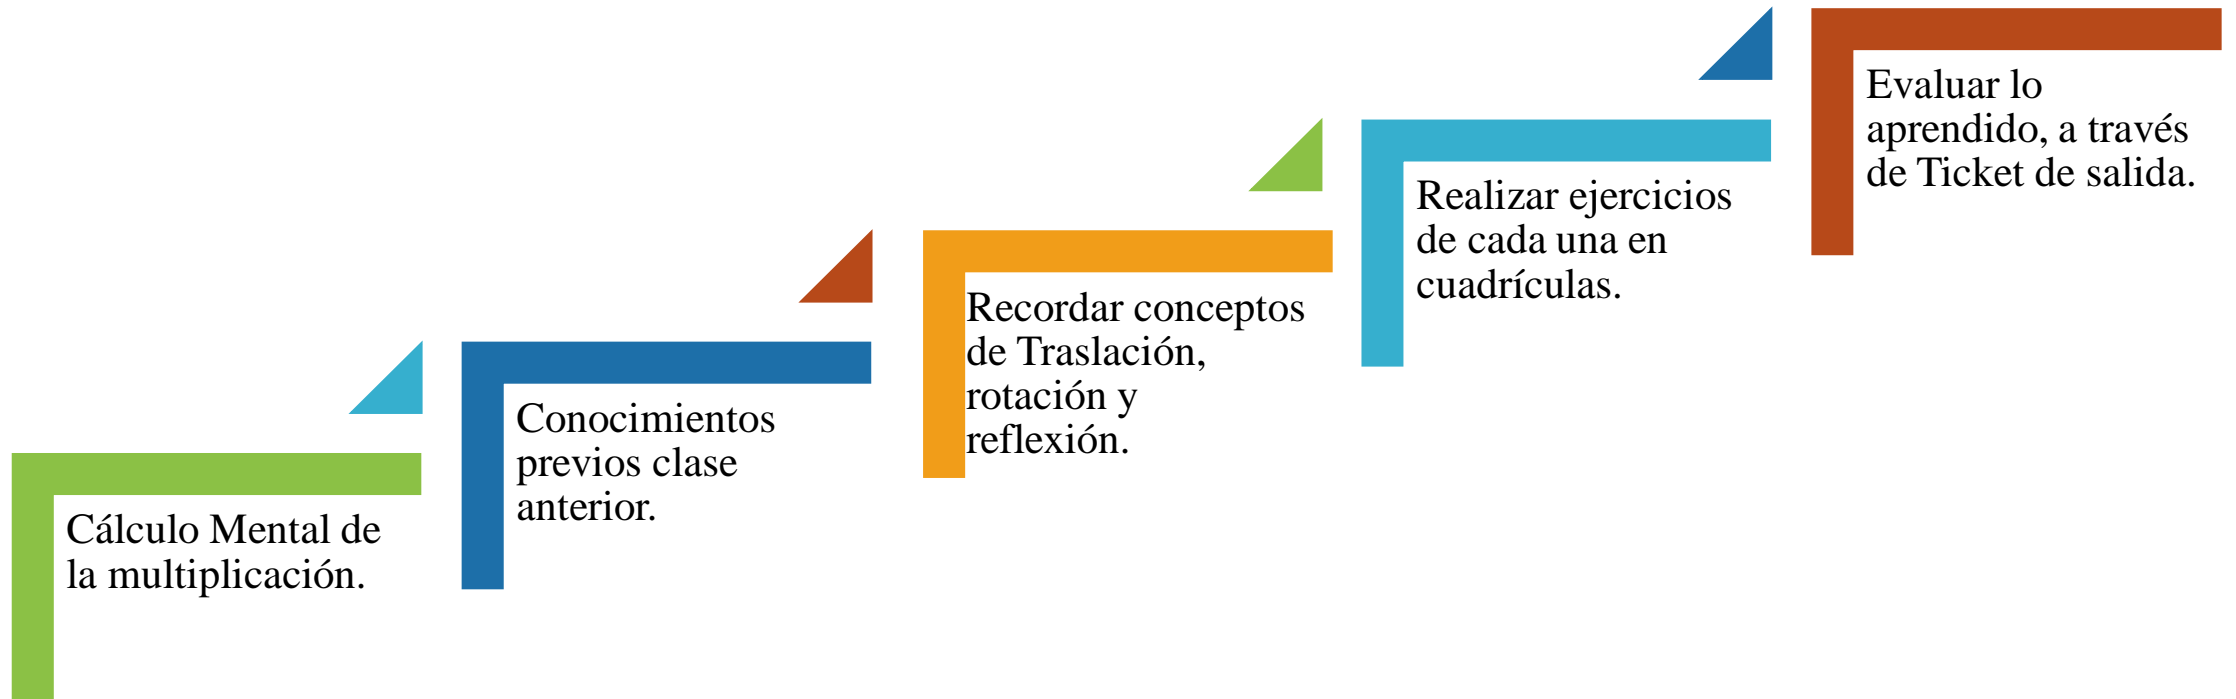 Cálculo Mental de
la multiplicación.
Conocimientos
previos clase
anterior.
Recordar conceptos
de Traslación,
rotación y
reflexión.
Realizar ejercicios
de cada una en
cuadrículas.
Evaluar lo
aprendido, a través
de Ticket de salida.